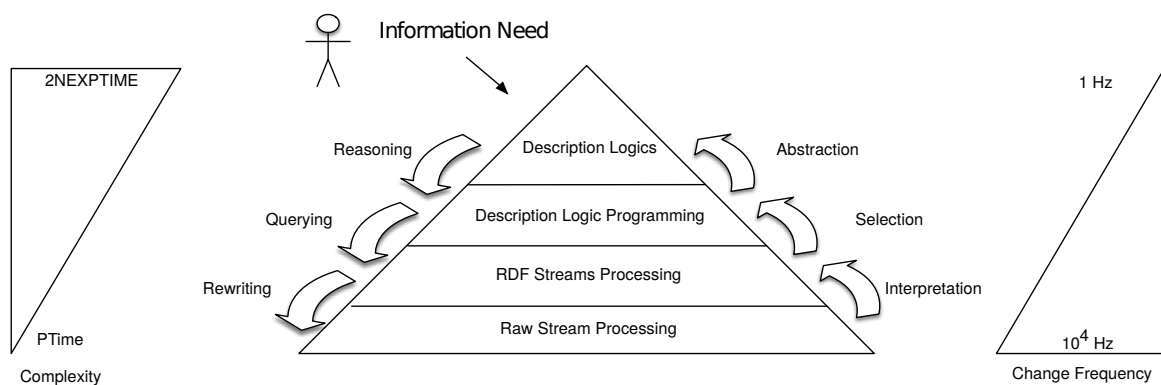 Information Need
2NEXPTIME
1 Hz
Reasoning
Description Logics
Abstraction
Querying
Description Logic Programming
Selection
Rewriting
RDF Streams Processing
Interpretation
Raw Stream Processing
PTime
10^4 Hz
Complexity
Change Frequency